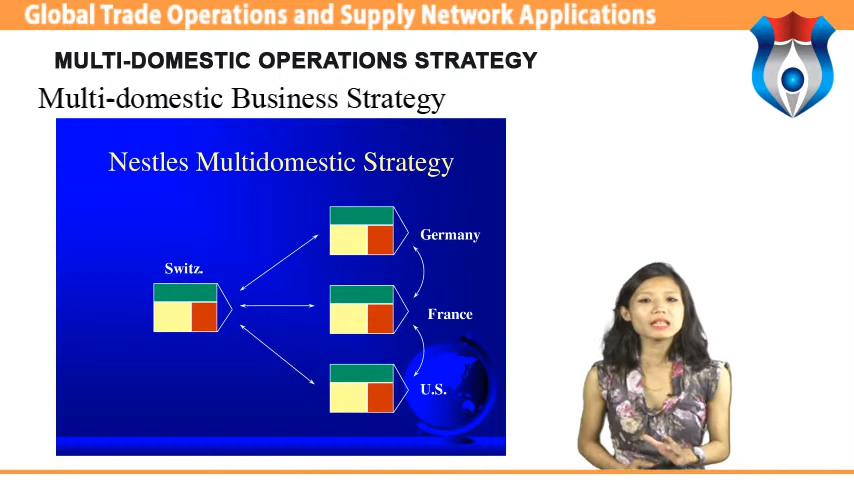 Global Trade Operations and Supply Network Applications
MULTI-DOMESTIC OPERATIONS STRATEGY
Multi-domestic Business Strategy
Nestles Multidomestic Strategy
Germany
Switz.
France
U.S.